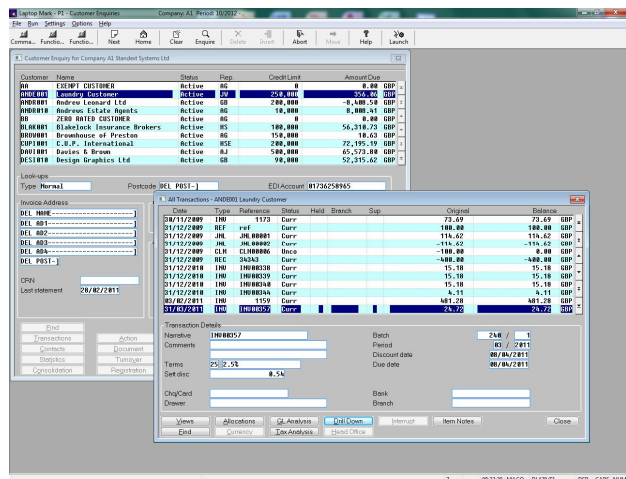 Laptop Mark - P1 - Customer Enquiries Company: A1 Period: 10/2012
File Run Settings Options Help
Comma... Functio... Functio... Next Home Clear Enquire Delete Insert Abort Move Help Launch
Customer Enquiry for Company A1 Standed Systems Ltd
Customer Name Status Rep. Credit Limit Amount Due
AA EXEMPT CUSTOMER Active AG 0 0.00 GBP
ANDE001 Laundry Customer Active JW 250,000 356.06 GBP
ANDR001 Andrew Leonard Ltd Active GB 200,000 -8,408.50 GBP
ANDR010 Andrews Estate Agents Active AG 10,000 8,008.41 GBP
BB ZERO RATED CUSTOMER Active AG 0 0.00 GBP
BLAK001 Blakelock Insurance Brokers Active HS 100,000 56,318.73 GBP
BROW001 Brownhouse of Preston Active AG 150,000 10.63 GBP
CUPI001 C.U.P. International Active HSE 200,000 72,195.19 GBP
DAVI001 Davies & Brown Active AJ 500,000 65,573.80 GBP
DESI010 Design Graphics Ltd Active GB 90,000 52,315.62 GBP
Look-ups
Type Normal Postcode DEL POST-] EDI Account 01736258965
Invoice Address
DEL NAME--------------------]
DEL AD1---------------------]
DEL AD2---------------------]
DEL AD3---------------------]
DEL AD4---------------------]
DEL POST-]
CRN
Last statement 28/02/2011
Find
Transactions Action
Contacts Document
Statistics Turnover
Consolidation Registration
All Transactions - ANDE001 Laundry Customer
Date Type Reference Status Held Branch Sup Original Balance
30/11/2009 INV 1173 Curr 73.69 73.69 GBP
31/12/2009 REF ref Curr 100.00 100.00 GBP
31/12/2009 JNL JNL00001 Curr 114.62 114.62 GBP
31/12/2009 JNL JNL00002 Curr -114.62 -114.62 GBP
31/12/2009 CLM CLM00006 Unco -100.00 0.00 GBP
31/12/2009 REC 34343 Curr -400.00 -400.00 GBP
31/12/2010 INV INV00338 Curr 15.18 15.18 GBP
31/12/2010 INV INV00339 Curr 15.18 15.18 GBP
31/12/2010 INV INV00340 Curr 15.18 15.18 GBP
31/12/2010 INV INV00344 Curr 4.11 4.11 GBP
03/02/2011 INV 1159 Curr 481.28 481.28 GBP
31/03/2011 INV INV00357 Curr 24.72 24.72 GBP
Transaction Details
Narrative INV00357 Batch 240 / 1
Comments Period 03 / 2011
Discount date 08/04/2011
Terms 25 2.5% Due date 08/04/2011
Sett disc 0.54
Chq/Card Bank
Drawer Branch
Views Allocations GL Analysis Drill Down Interrupt Item Notes Close
Find Currency Tax Analysis Head Office